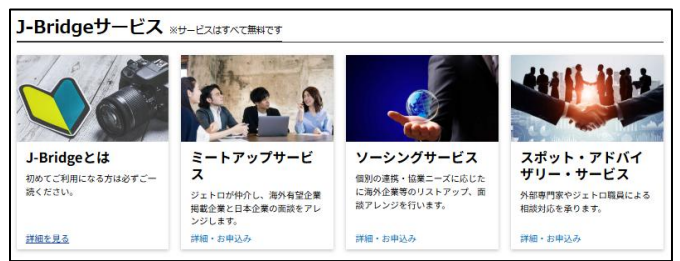 J-Bridgeサービス ※サービスはすべて無料です
J-Bridgeとは
初めてご利用になる方は必ずご一
読ください。
詳細を見る
ミートアップサービ
ス
ジェトロが仲介し、海外有望企業
掲載企業と日本企業の面談をアレ
ンジします。
詳細・お申込み
ソーシングサービス
個別の連携・協業ニーズに応じた
に海外企業等のリストアップ、面
談アレンジを行います。
詳細・お申込み
スポット・アドバイ
ザリー・サービス
外部専門家やジェトロ職員による
相談対応を承ります。
詳細・お申込み